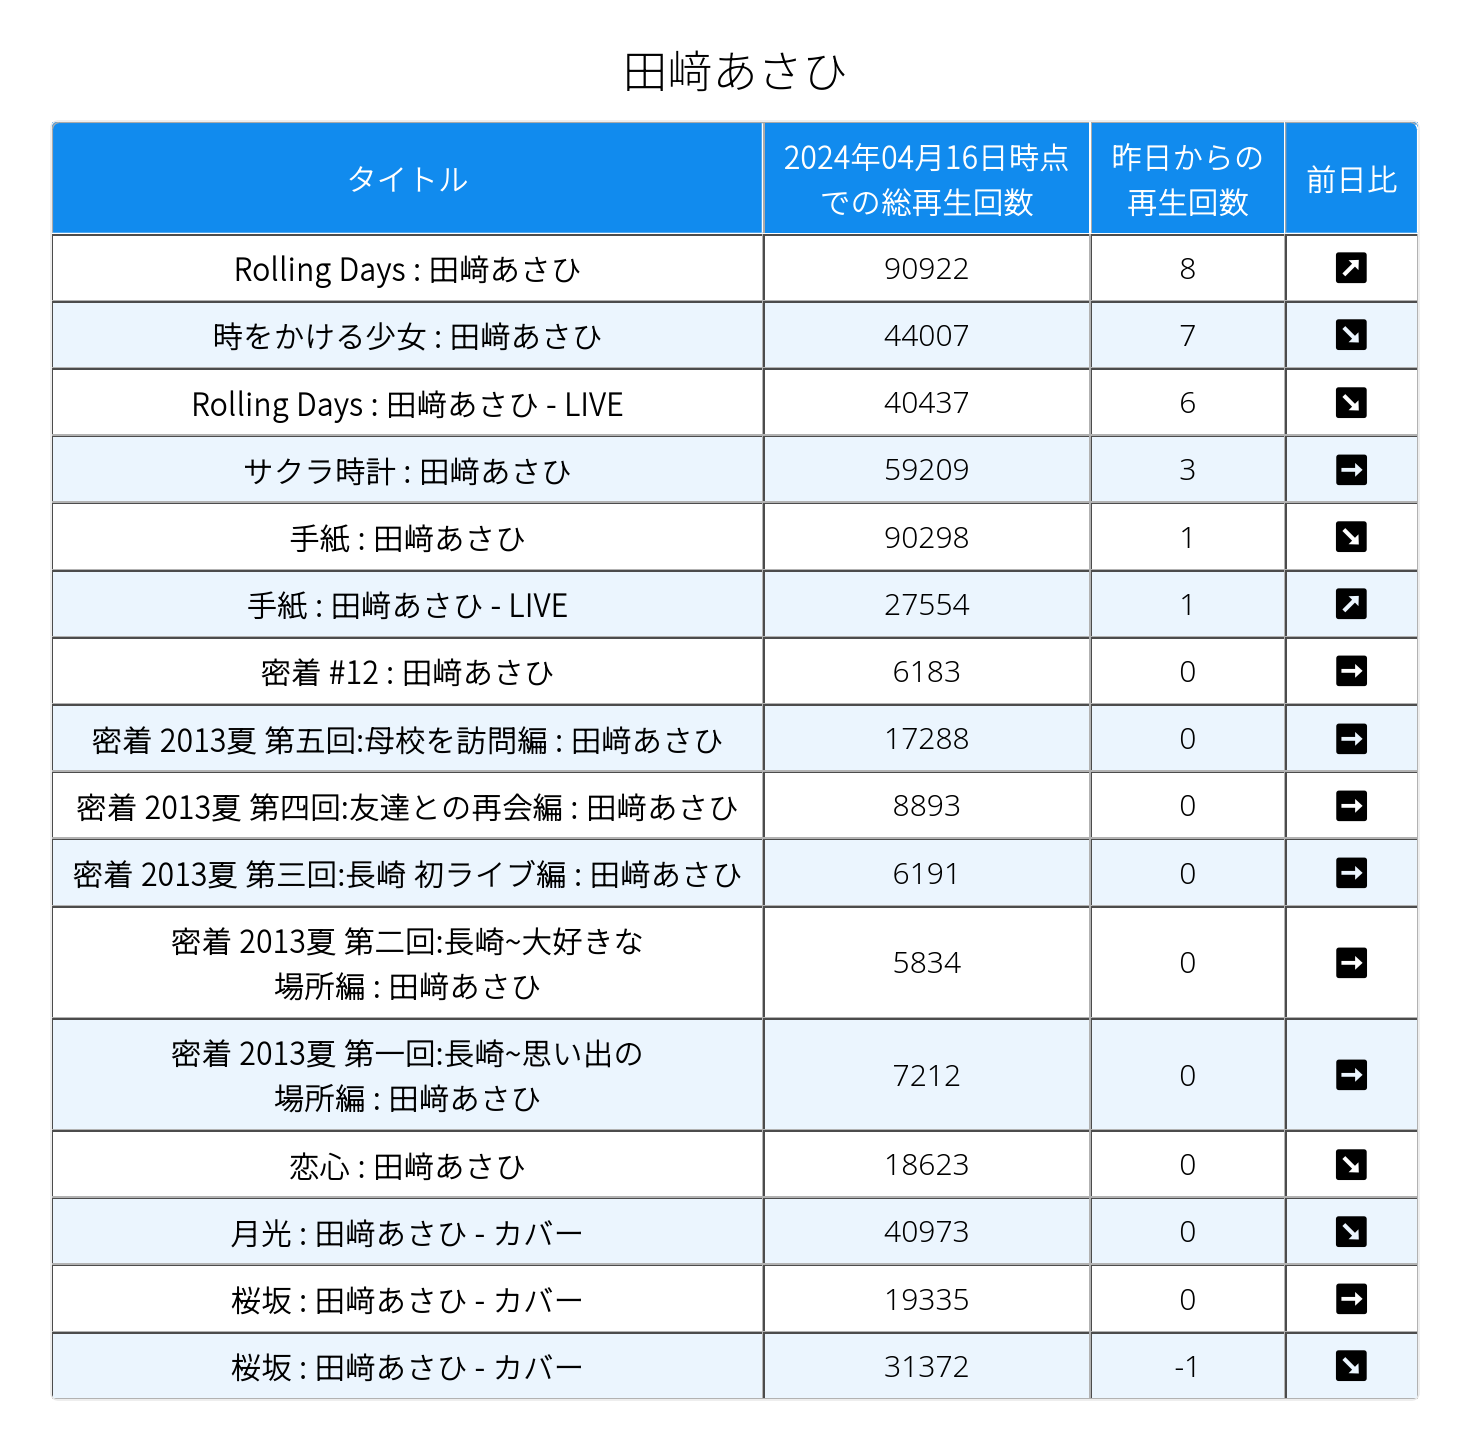 田﨑あさひ
タイトル
2024年04月16日時点
での総再生回数
昨日からの
再生回数
前日比
Rolling Days : 田﨑あさひ 90922 8 ↗
時をかける少女 : 田﨑あさひ 44007 7 ↘
Rolling Days : 田﨑あさひ - LIVE 40437 6 ↘
サクラ時計 : 田﨑あさひ 59209 3 →
手紙 : 田﨑あさひ 90298 1 ↘
手紙 : 田﨑あさひ - LIVE 27554 1 ↗
密着 #12 : 田﨑あさひ 6183 0 →
密着 2013夏 第五回:母校を訪問編 : 田﨑あさひ 17288 0 →
密着 2013夏 第四回:友達との再会編 : 田﨑あさひ 8893 0 →
密着 2013夏 第三回:長崎 初ライブ編 : 田﨑あさひ 6191 0 →
密着 2013夏 第二回:長崎~大好きな
場所編 : 田﨑あさひ 5834 0 →
密着 2013夏 第一回:長崎~思い出の
場所編 : 田﨑あさひ 7212 0 →
恋心 : 田﨑あさひ 18623 0 ↘
月光 : 田﨑あさひ - カバー 40973 0 ↘
桜坂 : 田﨑あさひ - カバー 19335 0 →
桜坂 : 田﨑あさひ - カバー 31372 -1 ↘